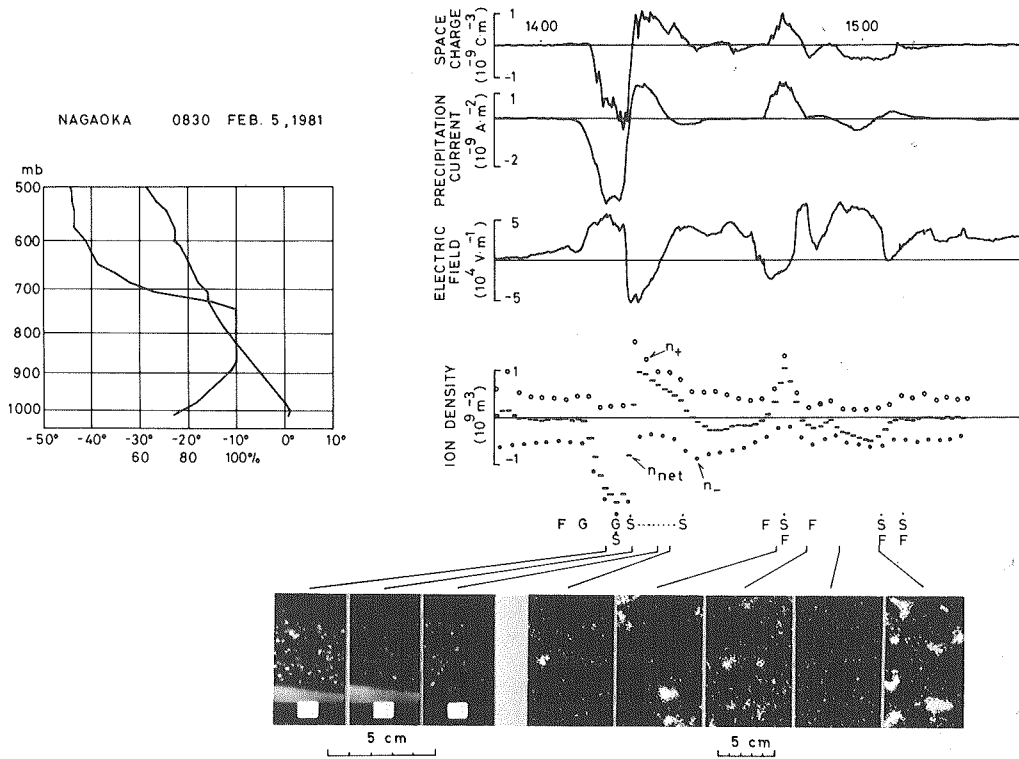 NAGAOKA 0830 FEB. 5, 1981
mb
500
600
700
800
900
1000
-50° -40° -30° -20° -10° 0° 10°
60 80 100%
SPACE CHARGE (10⁻⁹ C·m⁻³)
1
-1
1400 1500
PRECIPITATION CURRENT (10⁻⁹ A·m⁻²)
1
-2
ELECTRIC FIELD (10⁴ V·m⁻¹)
5
-5
ION DENSITY (10⁹ m⁻³)
1
-1
n₊
n_net
n₋
F G G Ṡ·······Ṡ F Ṡ F Ṡ Ṡ
Ṡ F F F
5 cm
5 cm